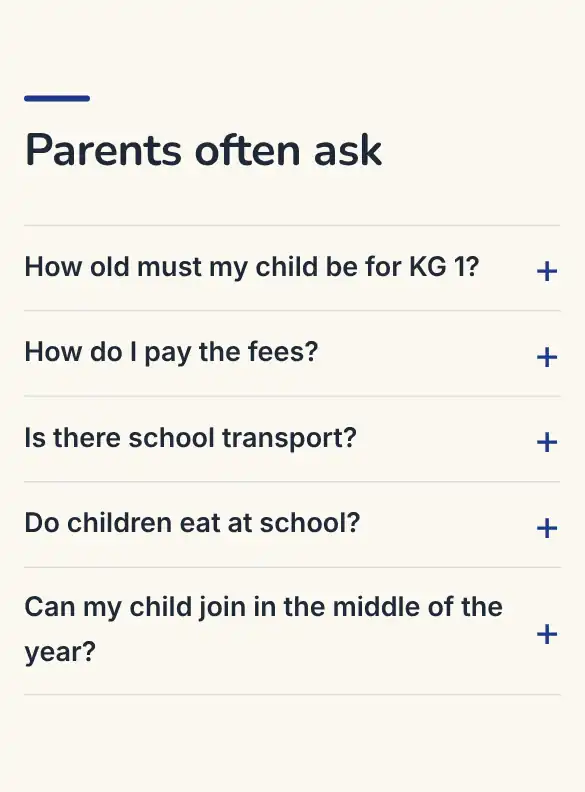 Parents often ask
How old must my child be for KG 1?
+
How do I pay the fees?
+
Is there school transport?
+
Do children eat at school?
+
Can my child join in the middle of the
year?
+